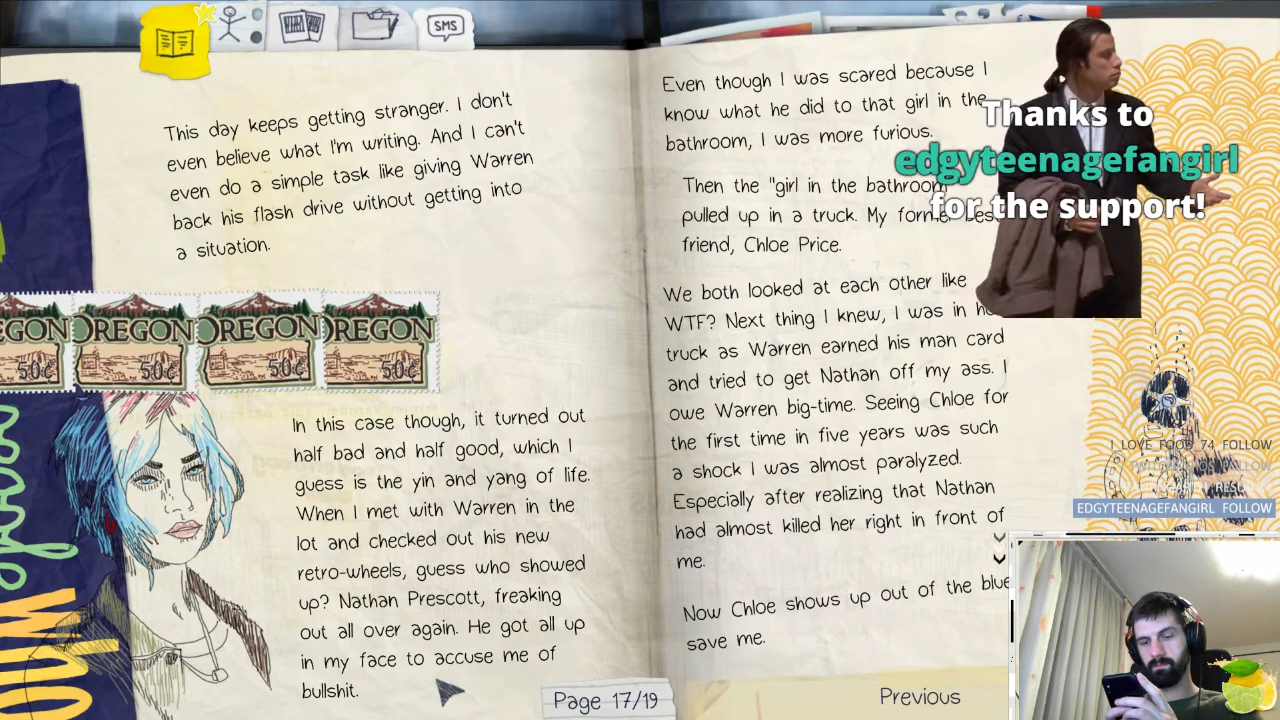 SMS
This day keeps getting stranger. I don't
even believe what I'm writing. And I can't
even do a simple task like giving Warren
back his flash drive without getting into
a situation.
OREGON OREGON OREGON OREGON
50¢ 50¢ 50¢ 50¢
In this case though, it turned out
half bad and half good, which I
guess is the yin and yang of life.
When I met with Warren in the
lot and checked out his new
retro-wheels, guess who showed
up? Nathan Prescott, freaking
out all over again. He got all up
in my face to accuse me of
bullshit.
who
Page 17/19
Even though I was scared because I
know what he did to that girl in the
bathroom, I was more furious.
Then the "girl in the bathroom
pulled up in a truck. My former
friend, Chloe Price.
We both looked at each other like
WTF? Next thing I knew, I was in
truck as Warren earned his man card
and tried to get Nathan off my ass. I
owe Warren big-time. Seeing Chloe for
the first time in five years was such
a shock I was almost paralyzed.
Especially after realizing that Nathan
had almost killed her right in front of
me.
Now Chloe shows up out of the blue
save me.
Previous
Thanks to
edgyteenagefangirl
for the support!
I_LOVE_FOOD_74 FOLLOW
FOLLOW
EDGYTEENAGEFANGIRL FOLLOW